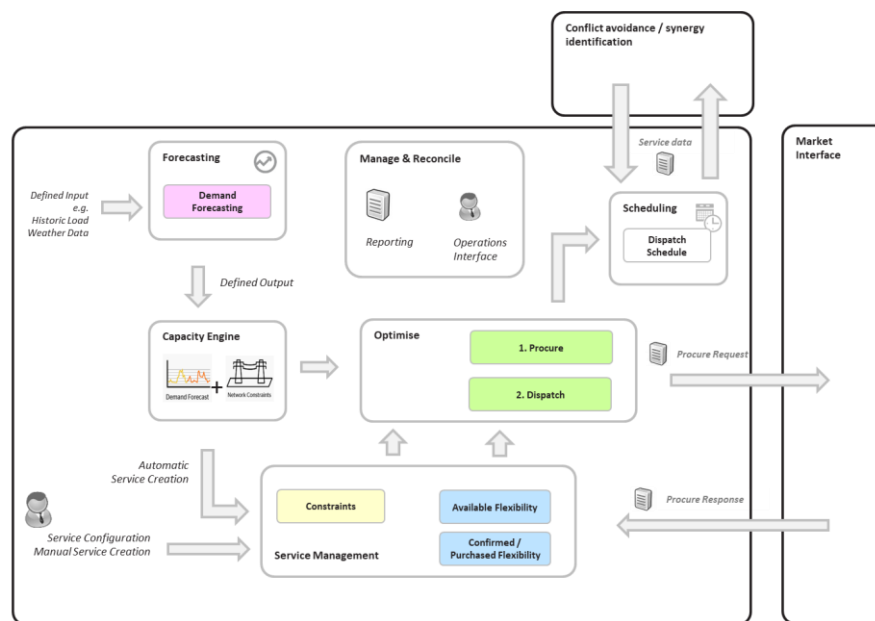 Conflict avoidance / synergy
identification
Service data
Market
Interface
Forecasting
Demand
Forecasting
Defined Input
e.g.
Historic Load
Weather Data
Manage & Reconcile
Reporting
Operations
Interface
Scheduling
Dispatch
Schedule
Defined Output
Capacity Engine
Demand Forecast
+
Network Constraints
Optimise
1. Procure
2. Dispatch
Procure Request
Automatic
Service Creation
Service Configuration
Manual Service Creation
Constraints
Available Flexibility
Confirmed /
Purchased Flexibility
Service Management
Procure Response